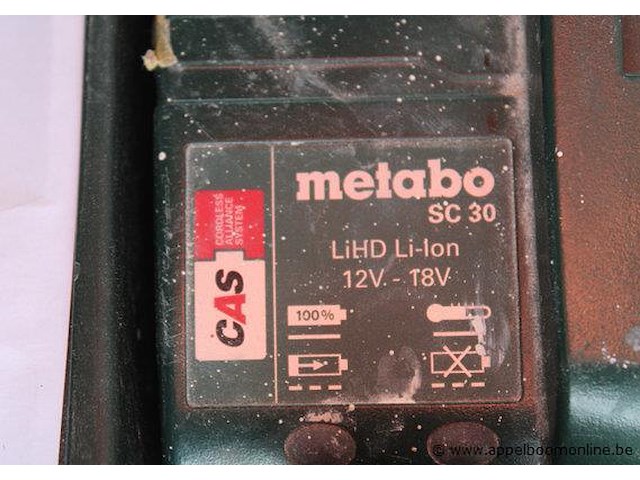 metabo
SC 30
LiHD Li-Ion
12V - 18V
100%
CORDLESS
ALLIANCE
SYSTEM
CAS
© www.appelboomonline.be